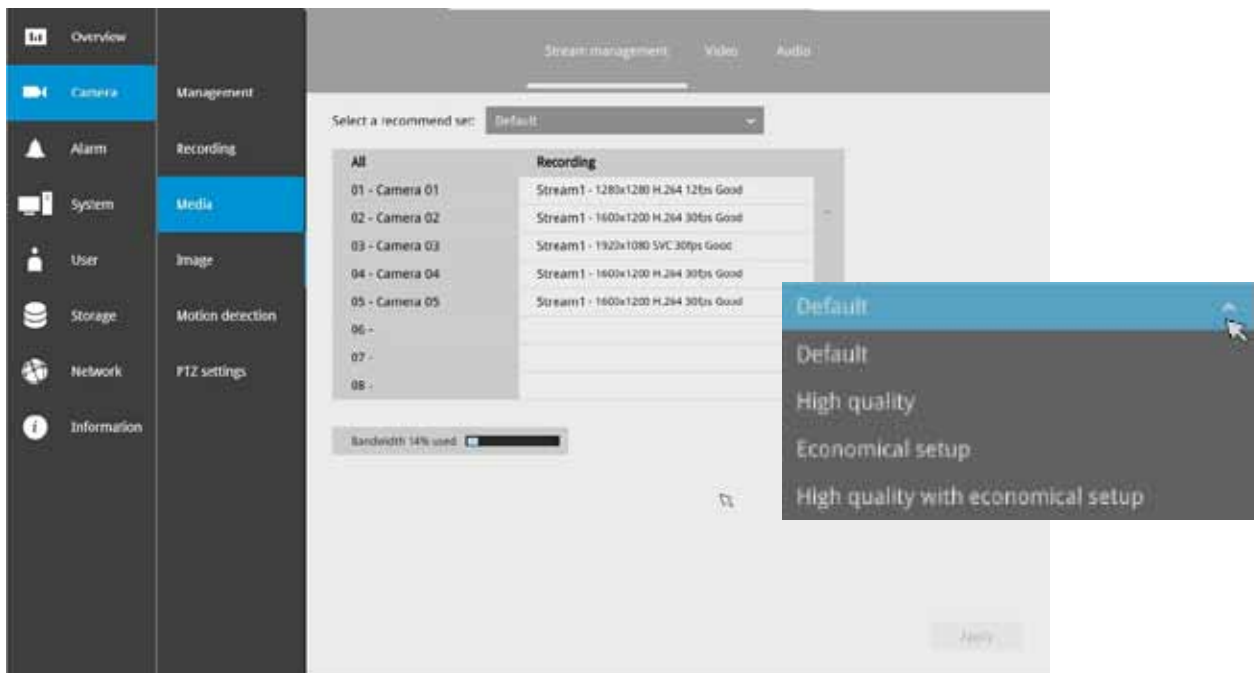 Overview
Camera
Alarm
System
User
Storage
Network
Information
Management
Recording
Media
Image
Motion detection
PTZ settings
Stream management Video Audio
Select a recommend set: Default
All Recording
01 - Camera 01 Stream1 - 1280x1280 H.264 12fps Good
02 - Camera 02 Stream1 - 1600x1200 H.264 30fps Good
03 - Camera 03 Stream1 - 1920x1080 SVC 30fps Good
04 - Camera 04 Stream1 - 1600x1200 H.264 30fps Good
05 - Camera 05 Stream1 - 1600x1200 H.264 30fps Good
06 -
07 -
08 -
Bandwidth 14% used
Apply
Default
Default
High quality
Economical setup
High quality with economical setup